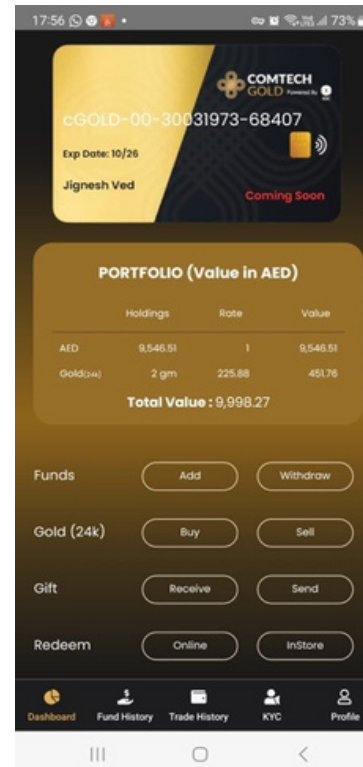 17:56 73%
COMTECH
GOLD Powered By
cGOLD-00-30031973-68407
Exp Date: 10/26
Jignesh Ved
Coming Soon
PORTFOLIO (Value in AED)
Holdings Rate Value
AED 9,546.51 1 9,546.51
Gold(24k) 2 gm 225.88 451.76
Total Value : 9,998.27
Funds Add Withdraw
Gold (24k) Buy Sell
Gift Receive Send
Redeem Online InStore
Dashboard Fund History Trade History KYC Profile